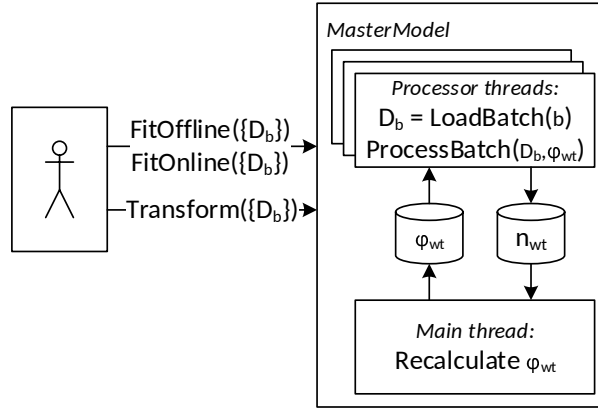 MasterModel
Processor threads:
D_b = LoadBatch(b)
ProcessBatch(D_b,φ_wt)
FitOffline({D_b})
FitOnline({D_b})
Transform({D_b})
φ_wt
n_wt
Main thread:
Recalculate φ_wt